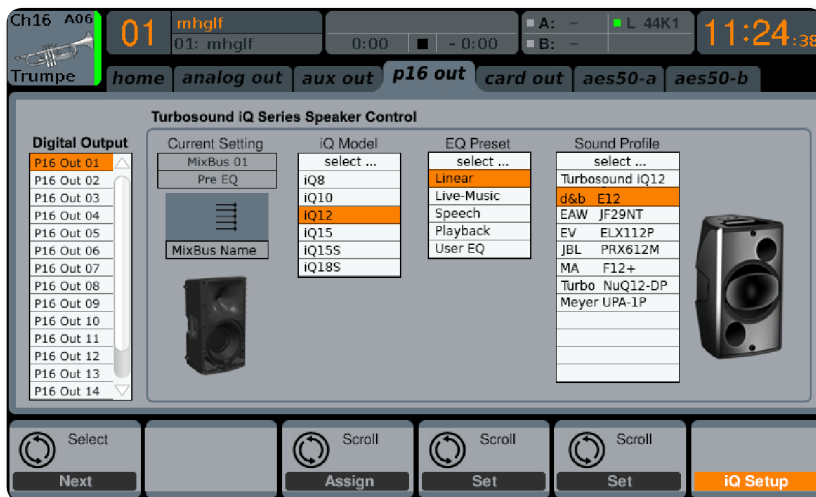 Ch16 A06
Trumpe
01
mhglf
01: mhglf
0:00 - 0:00
A: -
B: -
L 44K1
11:24:38
home analog out aux out p16 out card out aes50-a aes50-b
Turbosound iQ Series Speaker Control
Digital Output
P16 Out 01
P16 Out 02
P16 Out 03
P16 Out 04
P16 Out 05
P16 Out 06
P16 Out 07
P16 Out 08
P16 Out 09
P16 Out 10
P16 Out 11
P16 Out 12
P16 Out 13
P16 Out 14
Current Setting
MixBus 01
Pre EQ
MixBus Name
iQ Model
select ...
iQ8
iQ10
iQ12
iQ15
iQ15S
iQ18S
EQ Preset
select ...
Linear
Live-Music
Speech
Playback
User EQ
Sound Profile
select ...
Turbosound iQ12
d&b E12
EAW JF29NT
EV ELX112P
JBL PRX612M
MA F12+
Turbo NuQ12-DP
Meyer UPA-1P
Select
Next
Scroll
Assign
Scroll
Set
Scroll
Set
iQ Setup